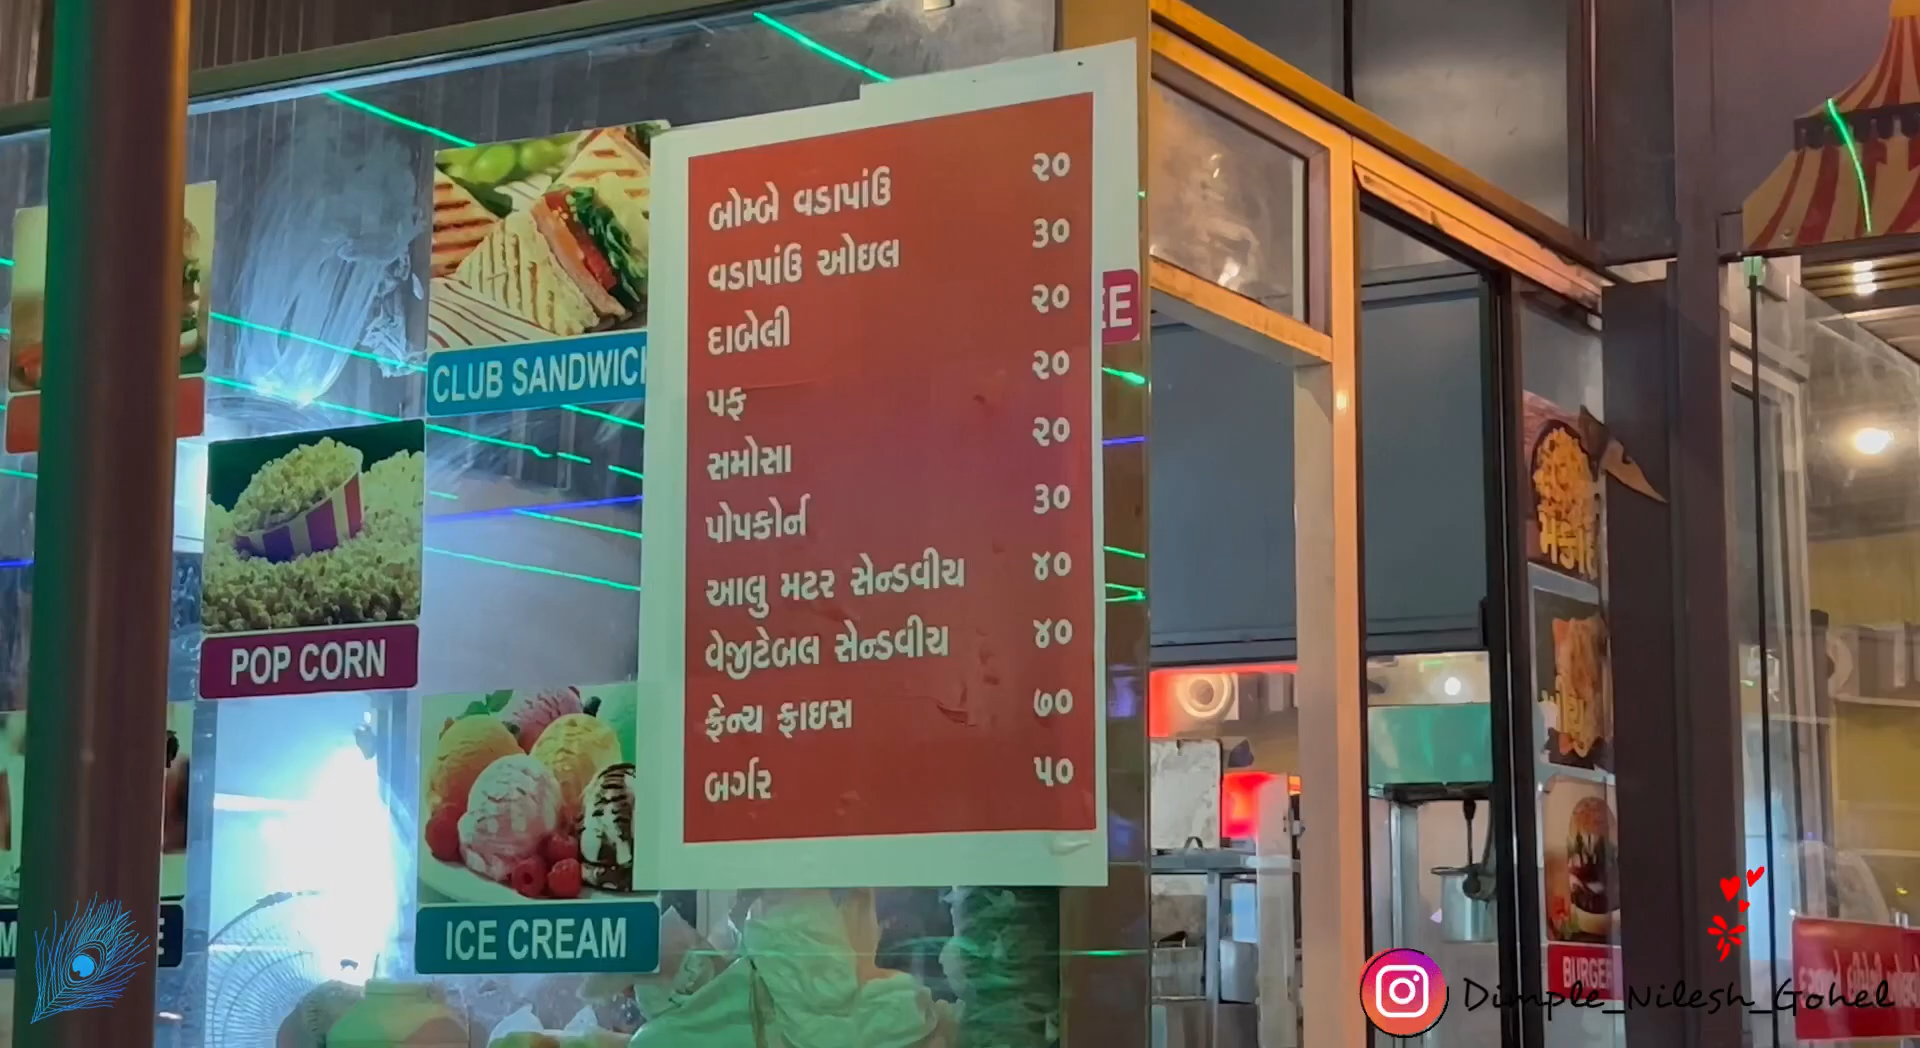 બોમ્બે વડાપાંઉ ૨૦
વડાપાંઉ ઓઇલ ૩૦
દાબેલી ૨૦
પફ ૨૦
સમોસા ૨૦
પોપકોર્ન ૩૦
આલુ મટર સેન્ડવીચ ૪૦
વેજીટેબલ સેન્ડવીચ ૪૦
ફ્રેન્ચ ફ્રાઇસ ૭૦
બર્ગર ૫૦
CLUB SANDWICH
POP CORN
ICE CREAM
BURGER
Dimple_Nilesh_Gohel